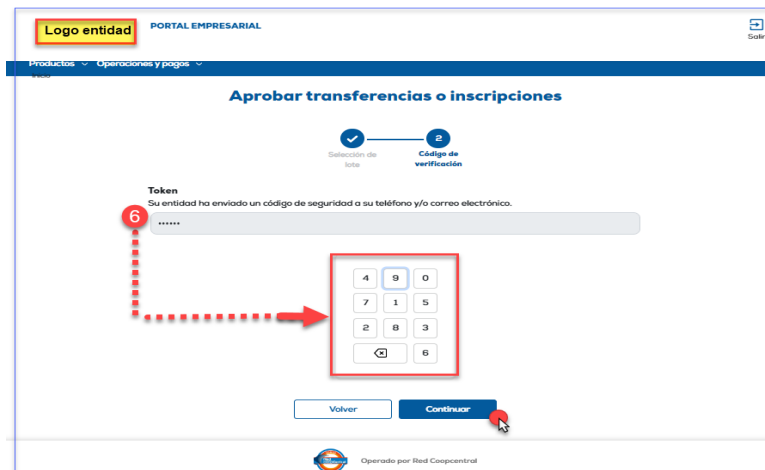 Logo entidad
PORTAL EMPRESARIAL
Salir
Productos Operaciones y pagos
Inicio
Aprobar transferencias o inscripciones
2
Selección de
lote
Código de
verificación
Token
Su entidad ha enviado un código de seguridad a su teléfono y/o correo electrónico.
6
······
4 9 0
7 1 5
2 8 3
6
Volver Continuar
Operado por Red Coopcentral